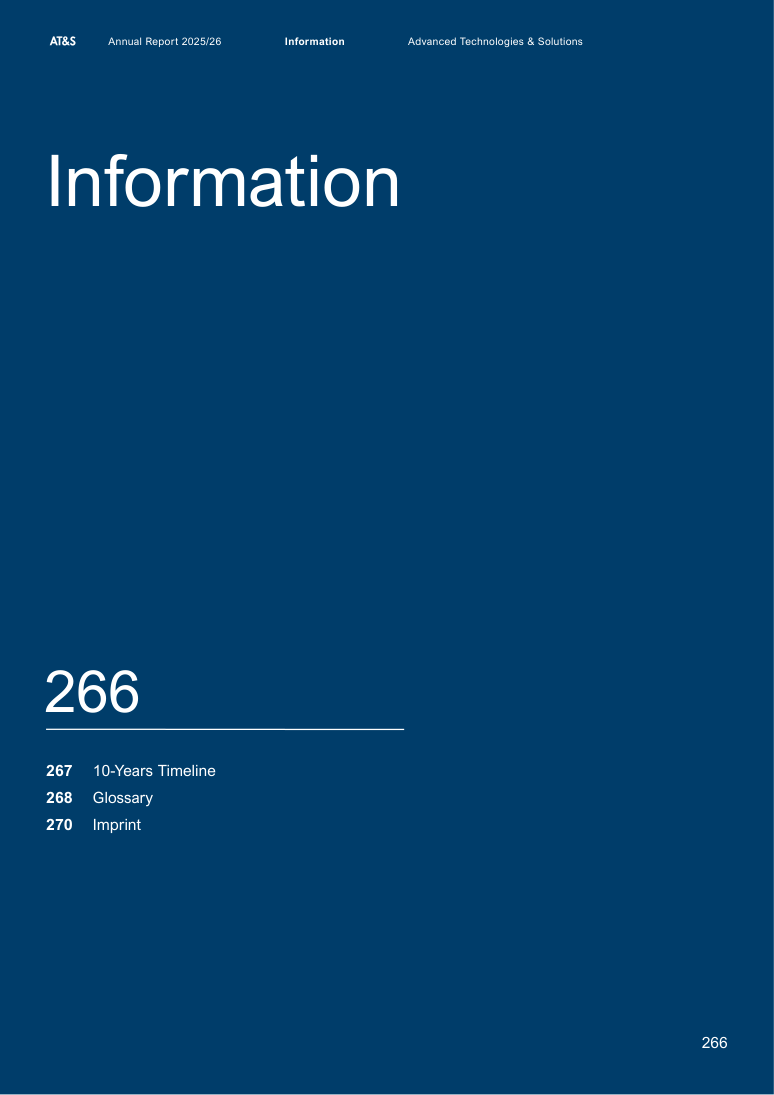 AT&S Annual Report 2025/26 Information Advanced Technologies & Solutions
Information
266
267 10-Years Timeline
268 Glossary
270 Imprint
266